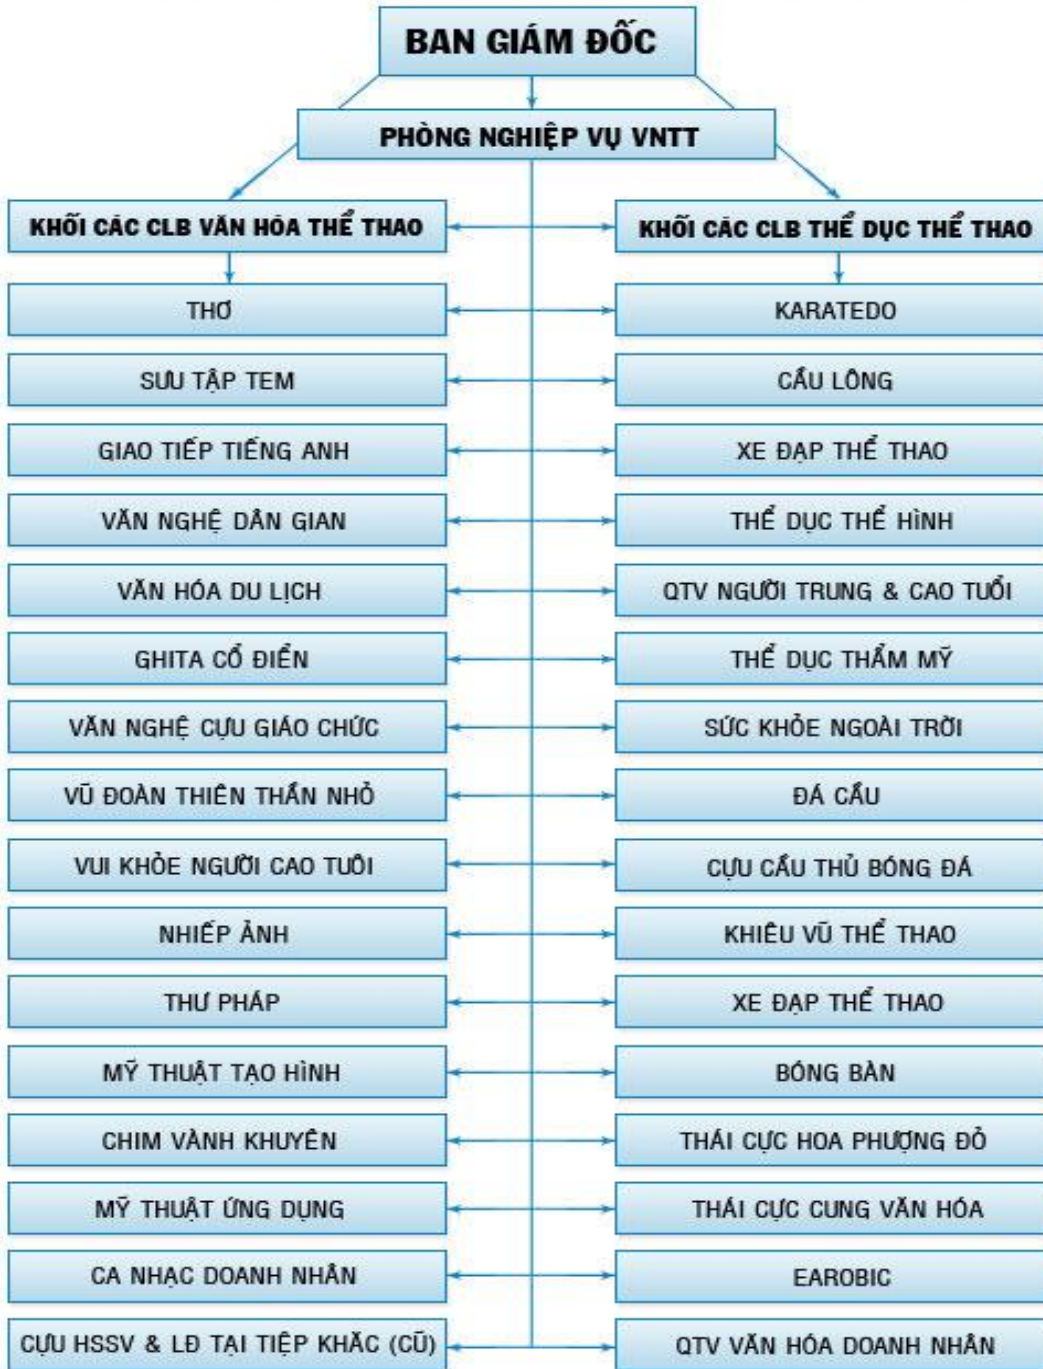 BAN GIÁM ĐỐC
PHÒNG NGHIỆP VỤ VNTT
KHỐI CÁC CLB VĂN HÓA THỂ THAO
KHỐI CÁC CLB THỂ DỤC THỂ THAO
THƠ
KARATEDO
SƯU TẬP TEM
CẦU LÔNG
GIAO TIẾP TIẾNG ANH
XE ĐẠP THỂ THAO
VĂN NGHỆ DÂN GIAN
THỂ DỤC THỂ HÌNH
VĂN HÓA DU LỊCH
QTV NGƯỜI TRUNG & CAO TUỔI
GHITA CỔ ĐIỂN
THỂ DỤC THẨM MỸ
VĂN NGHỆ CỰU GIÁO CHỨC
SỨC KHỎE NGOÀI TRỜI
VŨ ĐOÀN THIÊN THẦN NHỎ
ĐÁ CẦU
VUI KHỎE NGƯỜI CAO TUÔI
CỰU CẦU THỦ BÓNG ĐÁ
NHIẾP ẢNH
KHIÊU VŨ THỂ THAO
THƯ PHÁP
XE ĐẠP THỂ THAO
MỸ THUẬT TẠO HÌNH
BÓNG BÀN
CHIM VÀNH KHUYÊN
THÁI CỰC HOA PHƯỢNG ĐỎ
MỸ THUẬT ỨNG DỤNG
THÁI CỰC CUNG VĂN HÓA
CA NHẠC DOANH NHÂN
EAROBIC
CỰU HSSV & LĐ TẠI TIỆP KHẮC (CŨ)
QTV VĂN HÓA DOANH NHÂN